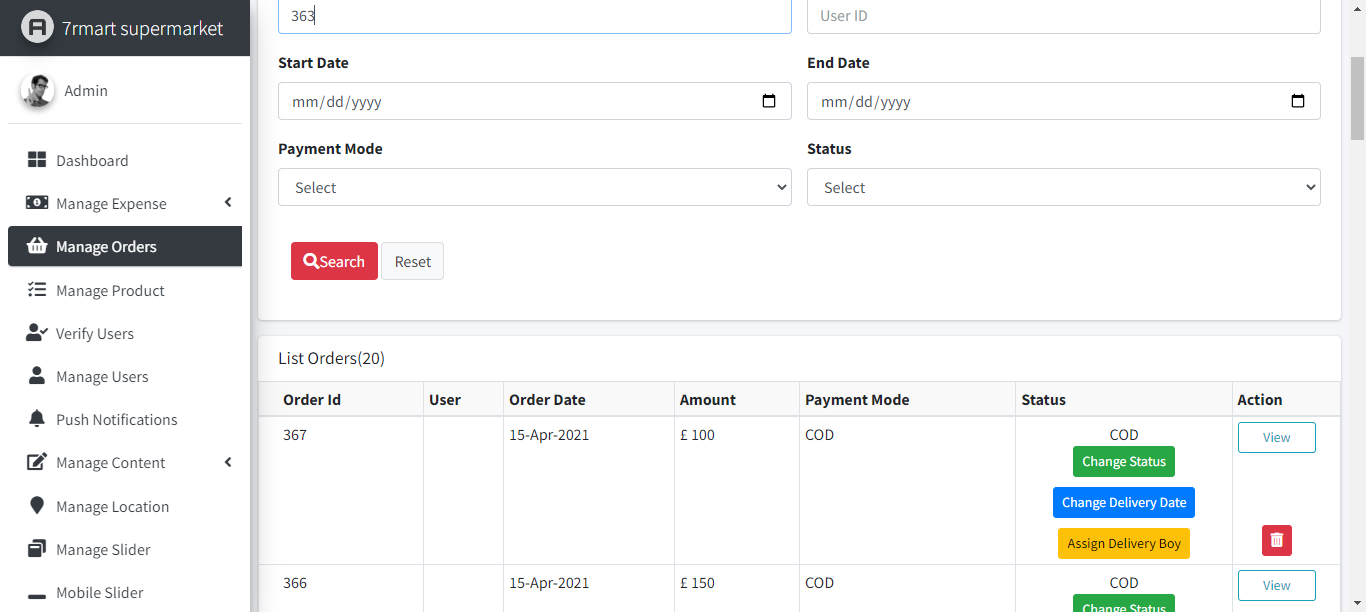 7rmart supermarket
Admin
Dashboard
Manage Expense
Manage Orders
Manage Product
Verify Users
Manage Users
Push Notifications
Manage Content
Manage Location
Manage Slider
Mobile Slider
363
User ID
Start Date
End Date
mm/dd/yyyy
mm/dd/yyyy
Payment Mode
Status
Select
Select
Search
Reset
List Orders(20)
Order Id User Order Date Amount Payment Mode Status Action
367 15-Apr-2021 £ 100 COD COD View
Change Status
Change Delivery Date
Assign Delivery Boy
366 15-Apr-2021 £ 150 COD COD View
Change Status